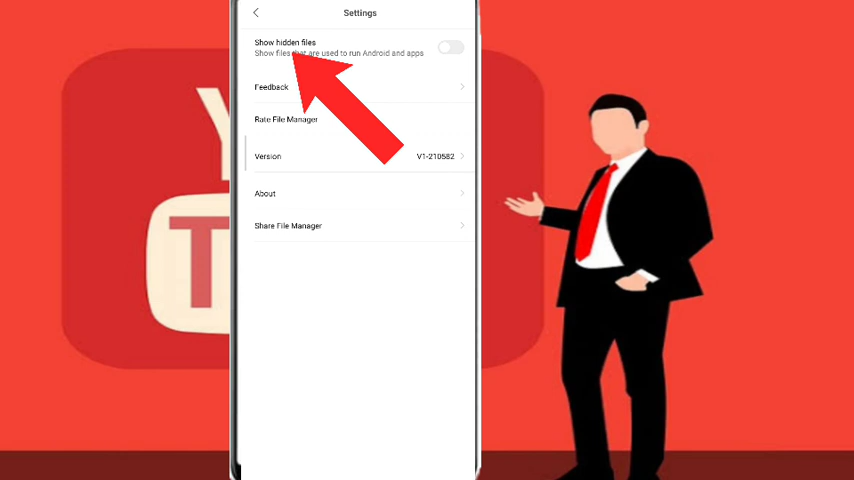 Settings
Show hidden files
Show files that are used to run Android and apps
Feedback
Rate File Manager
Version V1-210582
About
Share File Manager
Y
T